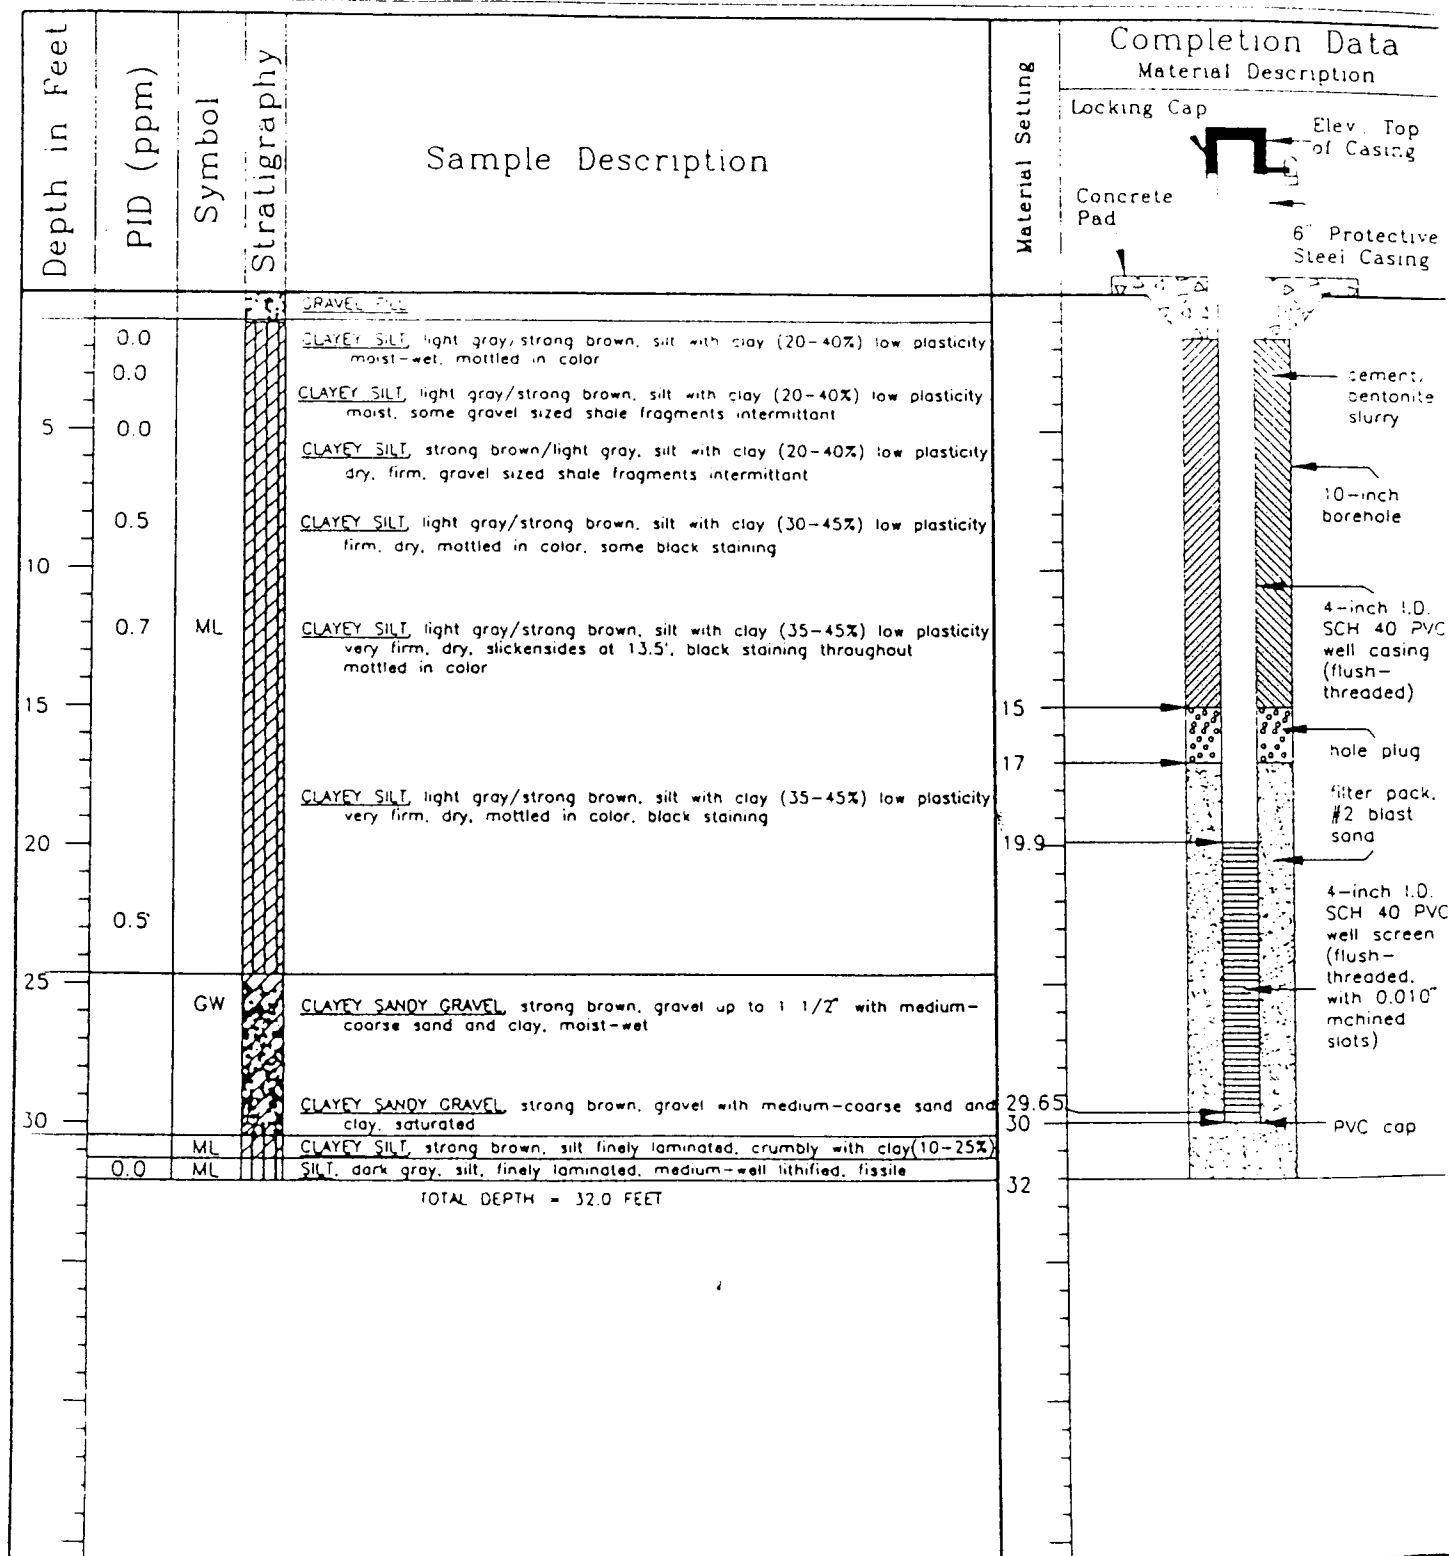 Depth in Feet
PID (ppm)
Symbol
Stratigraphy
Sample Description
Material Setting
Completion Data
Material Description
Locking Cap
Elev. Top
of Casing
Concrete
Pad
6" Protective
Steel Casing
GRAVEL FILL
0.0
CLAYEY SILT, light gray/strong brown, silt with clay (20-40%) low plasticity
moist-wet, mottled in color
0.0
CLAYEY SILT, light gray/strong brown, silt with clay (20-40%) low plasticity
moist, some gravel sized shale fragments intermittant
cement/
bentonite
slurry
5
0.0
CLAYEY SILT, strong brown/light gray, silt with clay (20-40%) low plasticity
dry, firm, gravel sized shale fragments intermittant
10-inch
borehole
0.5
CLAYEY SILT, light gray/strong brown, silt with clay (30-45%) low plasticity
firm, dry, mottled in color, some black staining
10
0.7
ML
CLAYEY SILT, light gray/strong brown, silt with clay (35-45%) low plasticity
very firm, dry, slickensides at 13.5', black staining throughout
mottled in color
4-inch I.D.
SCH 40 PVC
well casing
(flush-
threaded)
15
15
hole plug
17
CLAYEY SILT, light gray/strong brown, silt with clay (35-45%) low plasticity
very firm, dry, mottled in color, black staining
filter pack,
#2 blast
sand
20
19.9
0.5
4-inch I.D.
SCH 40 PVC
well screen
(flush-
threaded,
with 0.010"
mchined
slots)
25
GW
CLAYEY SANDY GRAVEL, strong brown, gravel up to 1 1/2" with medium-
coarse sand and clay, moist-wet
CLAYEY SANDY GRAVEL, strong brown, gravel with medium-coarse sand and
clay, saturated
29.65
30
30
PVC cap
ML
CLAYEY SILT, strong brown, silt finely laminated, crumbly with clay(10-25%)
0.0
ML
SILT, dark gray, silt, finely laminated, medium-well lithified, fissile
32
TOTAL DEPTH = 32.0 FEET